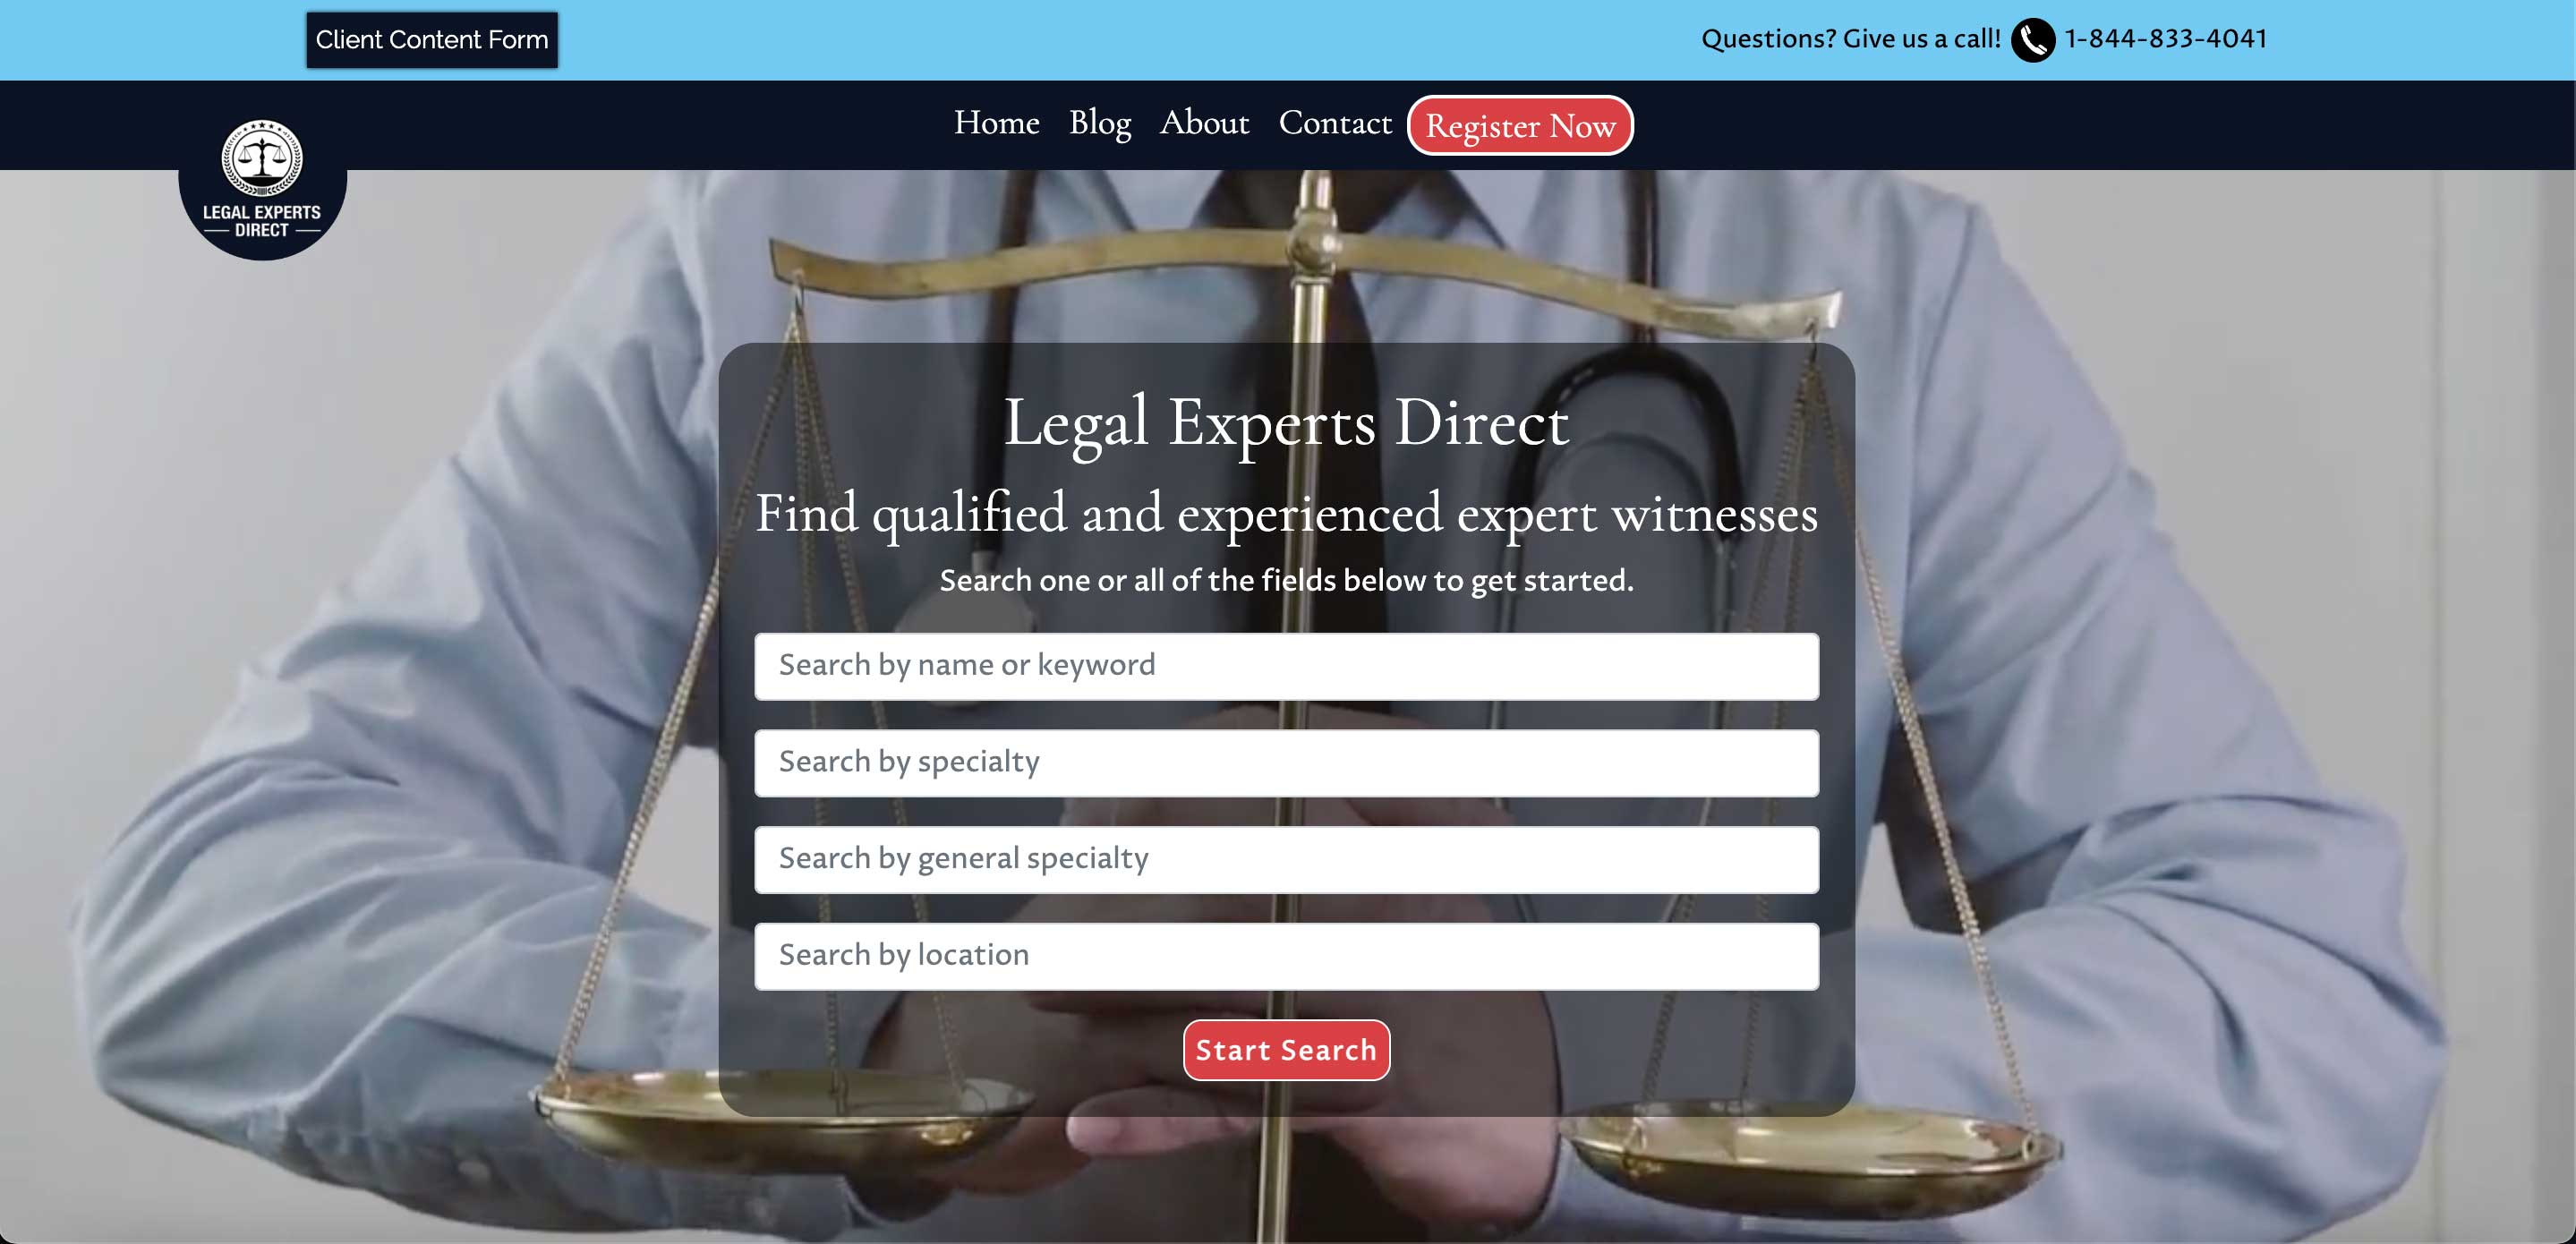 Client Content Form
Questions? Give us a call! 1-844-833-4041
Home Blog About Contact Register Now
LEGAL EXPERTS
DIRECT
Legal Experts Direct
Find qualified and experienced expert witnesses
Search one or all of the fields below to get started.
Search by name or keyword
Search by specialty
Search by general specialty
Search by location
Start Search